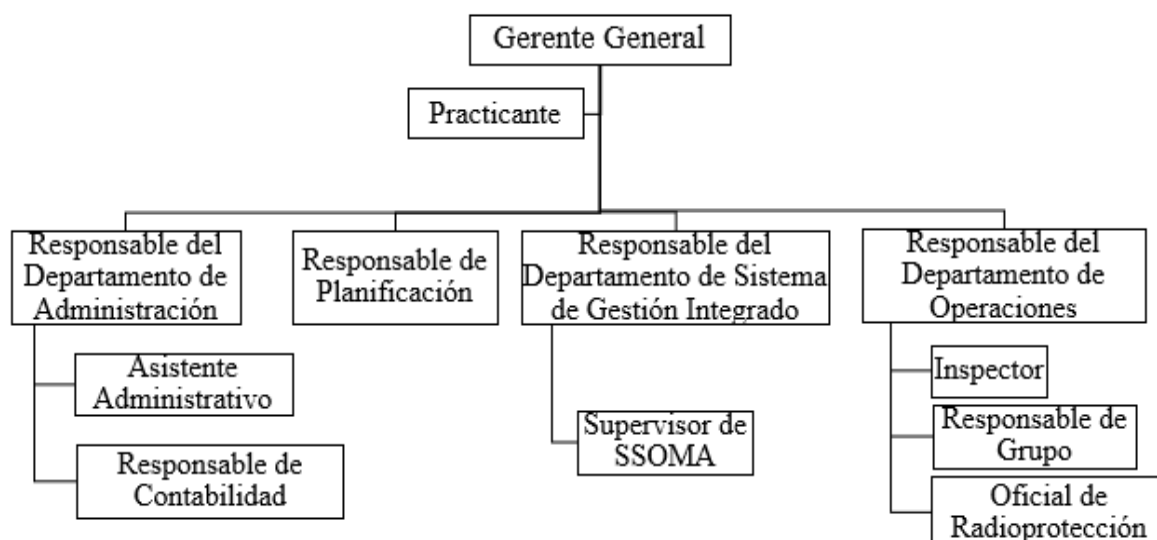 Gerente General
Practicante
Responsable del
Departamento de
Administración
Responsable de
Planificación
Responsable del
Departamento de Sistema
de Gestión Integrado
Responsable del
Departamento de
Operaciones
Asistente
Administrativo
Responsable de
Contabilidad
Supervisor de
SSOMA
Inspector
Responsable de
Grupo
Oficial de
Radioprotección